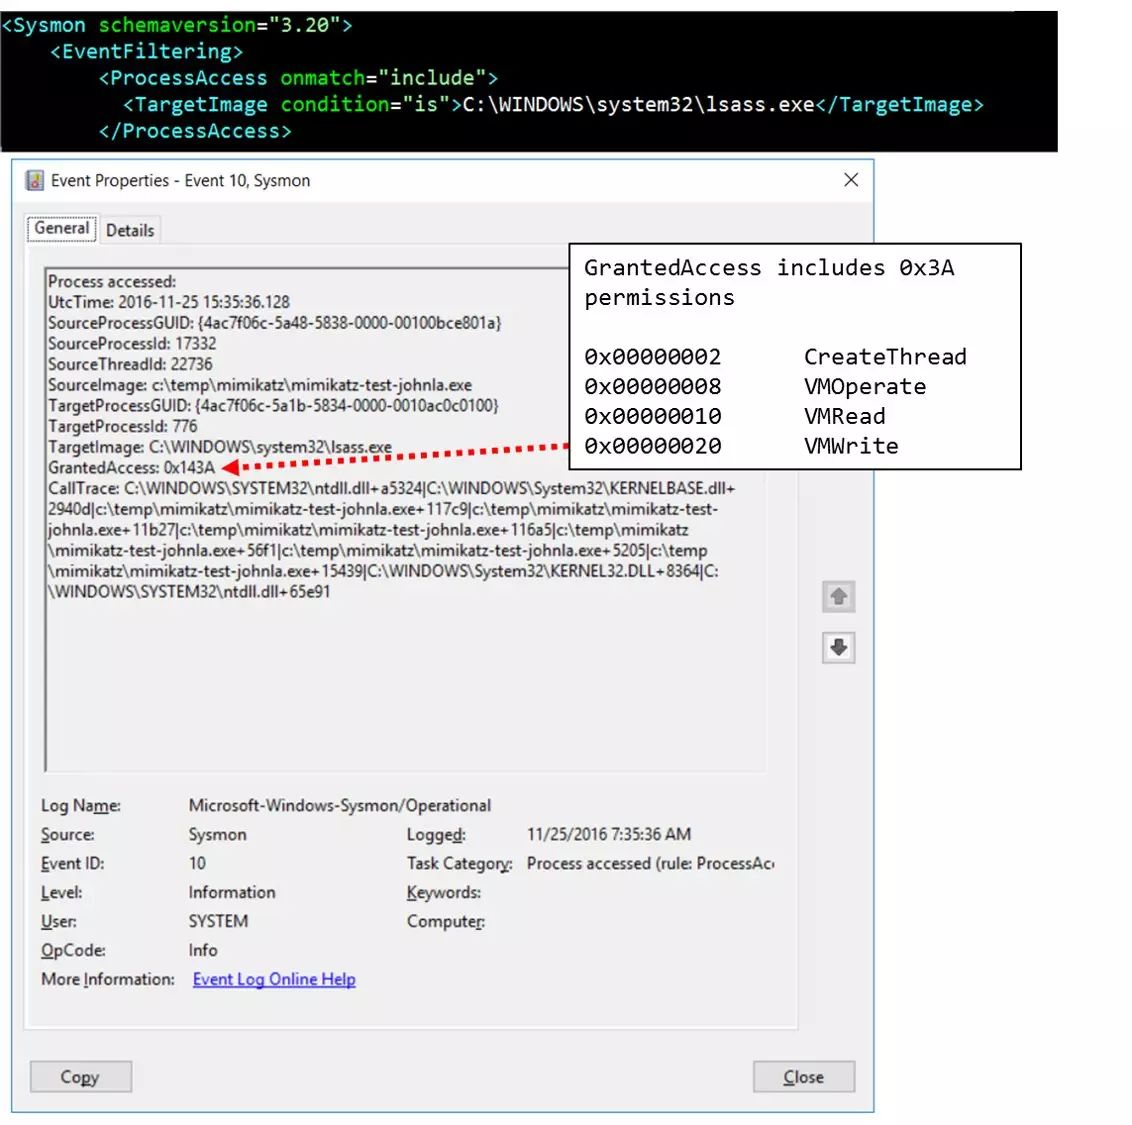 <Sysmon schemaversion="3.20">
<EventFiltering>
<ProcessAccess onmatch="include">
<TargetImage condition="is">C:\WINDOWS\system32\lsass.exe</TargetImage>
</ProcessAccess>
Event Properties - Event 10, Sysmon
General
Details
Process accessed:
UtcTime: 2016-11-25 15:35:36.128
SourceProcessGUID: {4ac7f06c-5a48-5838-0000-00100bce801a}
SourceProcessId: 17332
SourceThreadId: 22736
SourceImage: c:\temp\mimikatz\mimikatz-test-johnla.exe
TargetProcessGUID: {4ac7f06c-5a1b-5834-0000-0010ac0c0100}
TargetProcessId: 776
TargetImage: C:\WINDOWS\system32\lsass.exe
GrantedAccess: 0x143A
CallTrace: C:\WINDOWS\SYSTEM32\ntdll.dll+a5324|C:\WINDOWS\System32\KERNELBASE.dll+
2940d|c:\temp\mimikatz\mimikatz-test-johnla.exe+117c9|c:\temp\mimikatz\mimikatz-test-
johnla.exe+11b27|c:\temp\mimikatz\mimikatz-test-johnla.exe+116a5|c:\temp\mimikatz
\mimikatz-test-johnla.exe+56f1|c:\temp\mimikatz\mimikatz-test-johnla.exe+5205|c:\temp
\mimikatz\mimikatz-test-johnla.exe+15439|C:\WINDOWS\System32\KERNEL32.DLL+8364|C:
\WINDOWS\SYSTEM32\ntdll.dll+65e91
GrantedAccess includes 0x3A
permissions
0x00000002 CreateThread
0x00000008 VMOperate
0x00000010 VMRead
0x00000020 VMWrite
Log Name: Microsoft-Windows-Sysmon/Operational
Source: Sysmon Logged: 11/25/2016 7:35:36 AM
Event ID: 10 Task Category: Process accessed (rule: ProcessAcc
Level: Information Keywords:
User: SYSTEM Computer:
OpCode: Info
More Information: Event Log Online Help
Copy
Close